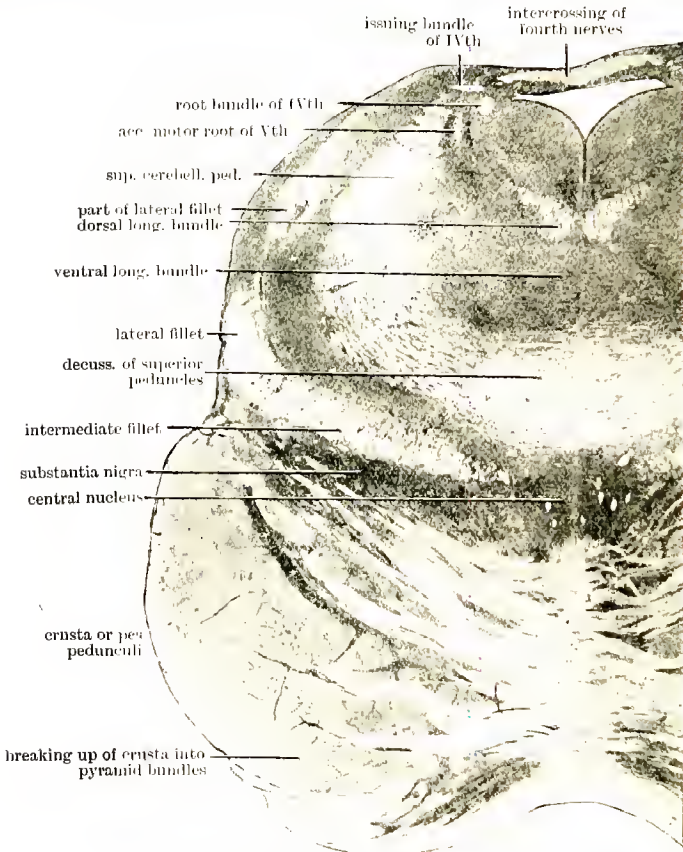 intercrossing of
fourth nerves
issuing bundle
of IVth
root bundle of IVth
acc. motor root of Vth
sup. cerebell. ped.
part of lateral fillet
dorsal long. bundle
ventral long. bundle
lateral fillet
decuss. of superior
peduncles
intermediate fillet
substantia nigra
central nucleus
crusta or pes
pedunculi
breaking up of crusta into
pyramid bundles